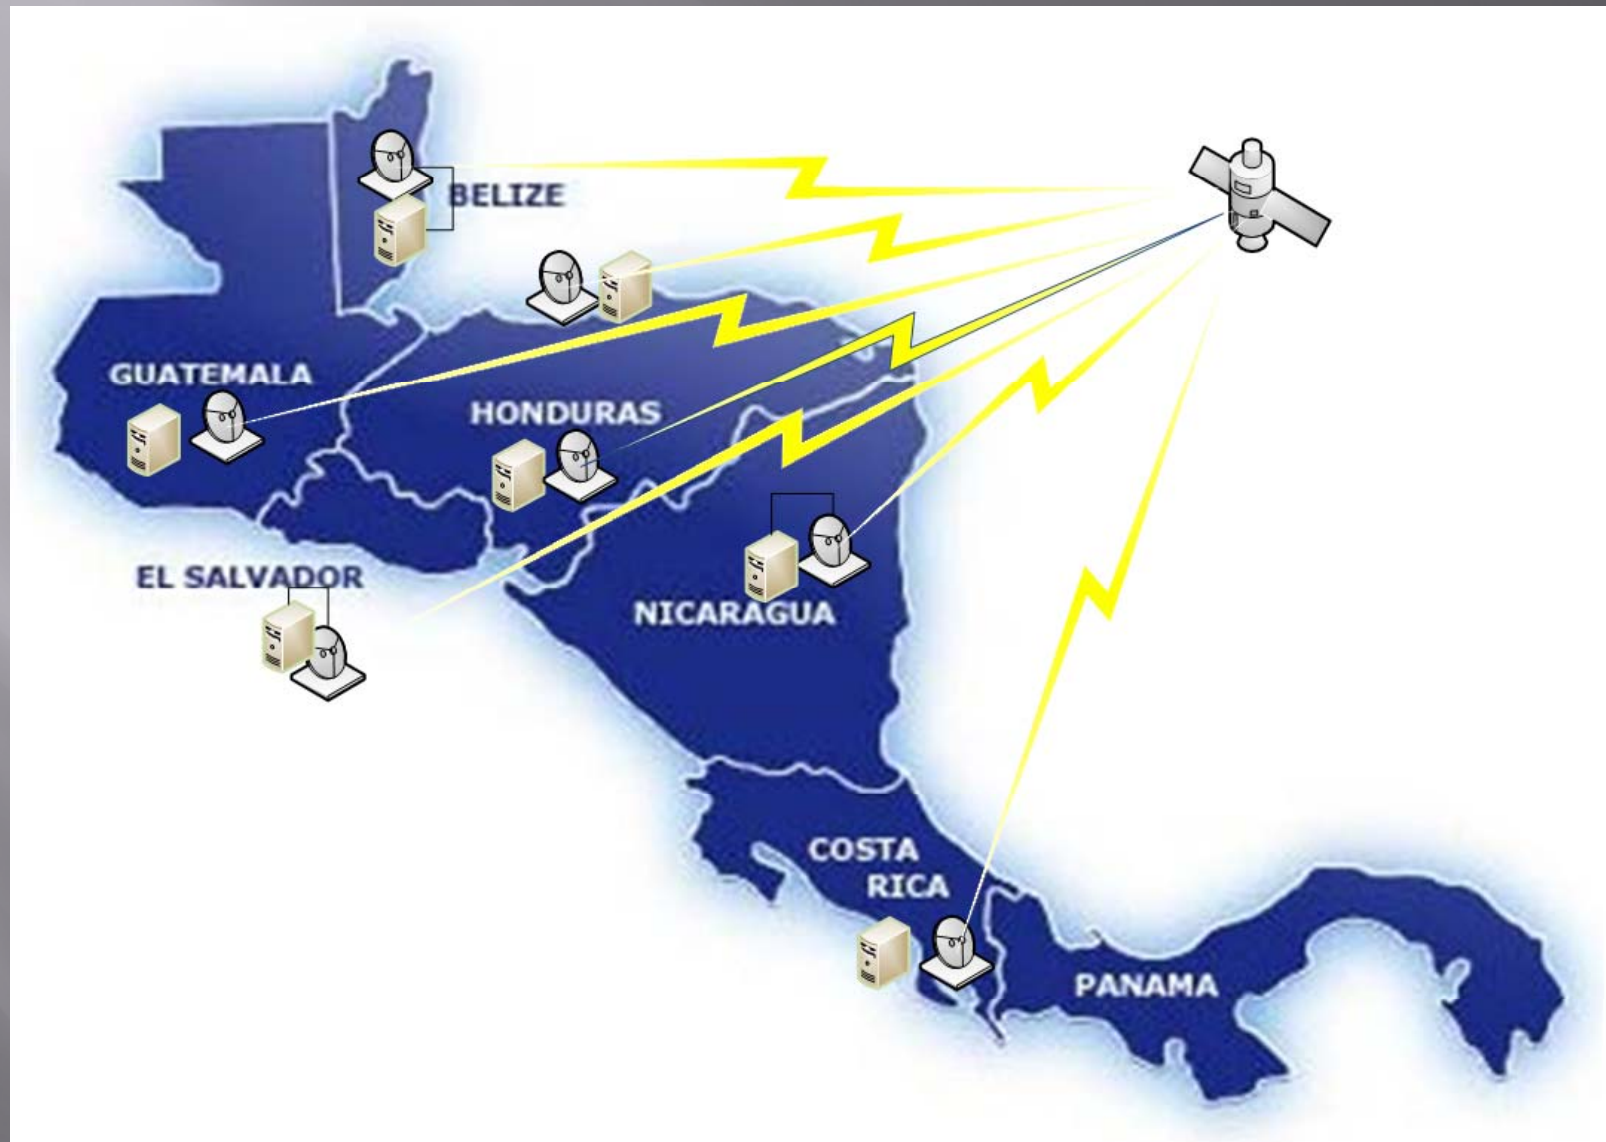 BELIZE
GUATEMALA
HONDURAS
EL SALVADOR
NICARAGUA
COSTA
RICA
PANAMA